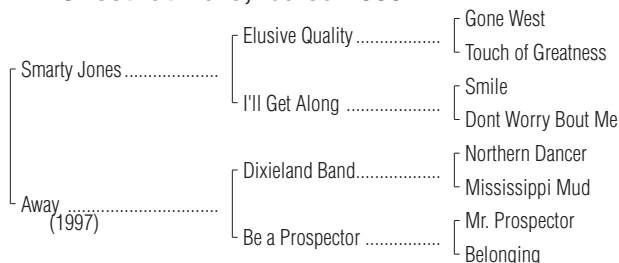 Gone West
Elusive Quality ..................
Touch of Greatness
Smarty Jones ....................
Smile
I'll Get Along ....................
Dont Worry Bout Me
Northern Dancer
Dixieland Band..................
Mississippi Mud
Away ................................
(1997)
Mr. Prospector
Be a Prospector ................
Belonging